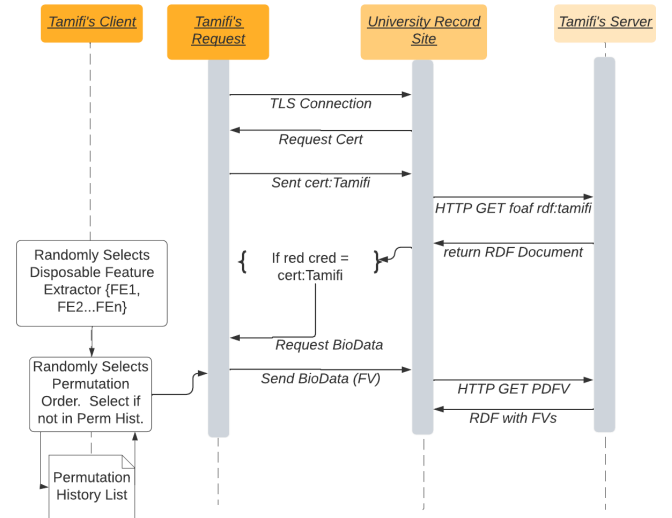 Tamifi's Client
Tamifi's
Request
University Record
Site
Tamifi's Server
TLS Connection
Request Cert
Sent cert:Tamifi
HTTP GET foaf rdf:tamifi
return RDF Document
{ If red cred = }
cert:Tamifi
Randomly Selects
Disposable Feature
Extractor {FE1,
FE2...FEn}
Request BioData
Randomly Selects
Permutation
Order. Select if
not in Perm Hist.
Send BioData (FV)
HTTP GET PDFV
RDF with FVs
Permutation
History List